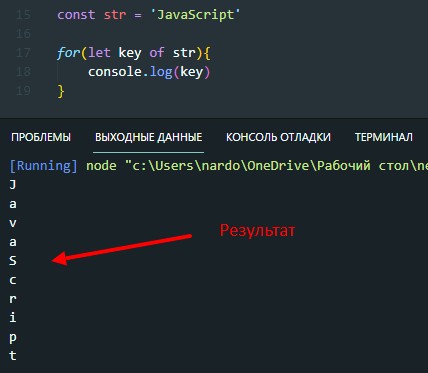 15 const str = 'JavaScript'
16
17 for(let key of str){
18 console.log(key)
19 }
ПРОБЛЕМЫ ВЫХОДНЫЕ ДАННЫЕ КОНСОЛЬ ОТЛАДКИ ТЕРМИНАЛ
[Running] node "c:\Users\nardo\OneDrive\Рабочий стол\ne
J
a
v
a
S
c
r
i
p
t
Результат